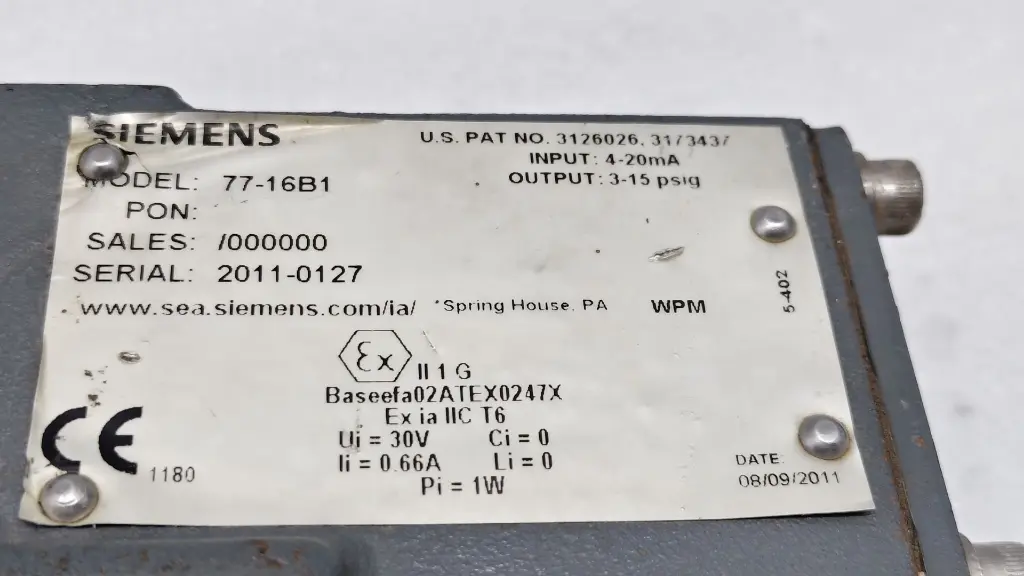 SIEMENS
U.S. PAT NO. 3126026, 3173437
INPUT: 4-20mA
OUTPUT: 3-15 psig
MODEL: 77-16B1
PON:
SALES: /000000
SERIAL: 2011-0127
www.sea.siemens.com/ia/ *Spring House, PA WPM
5-402
Ex II 1 G
Baseefa02ATEX0247X
Ex ia IIC T6
Ui = 30V Ci = 0
Ii = 0.66A Li = 0
Pi = 1W
CE 1180
DATE:
08/09/2011